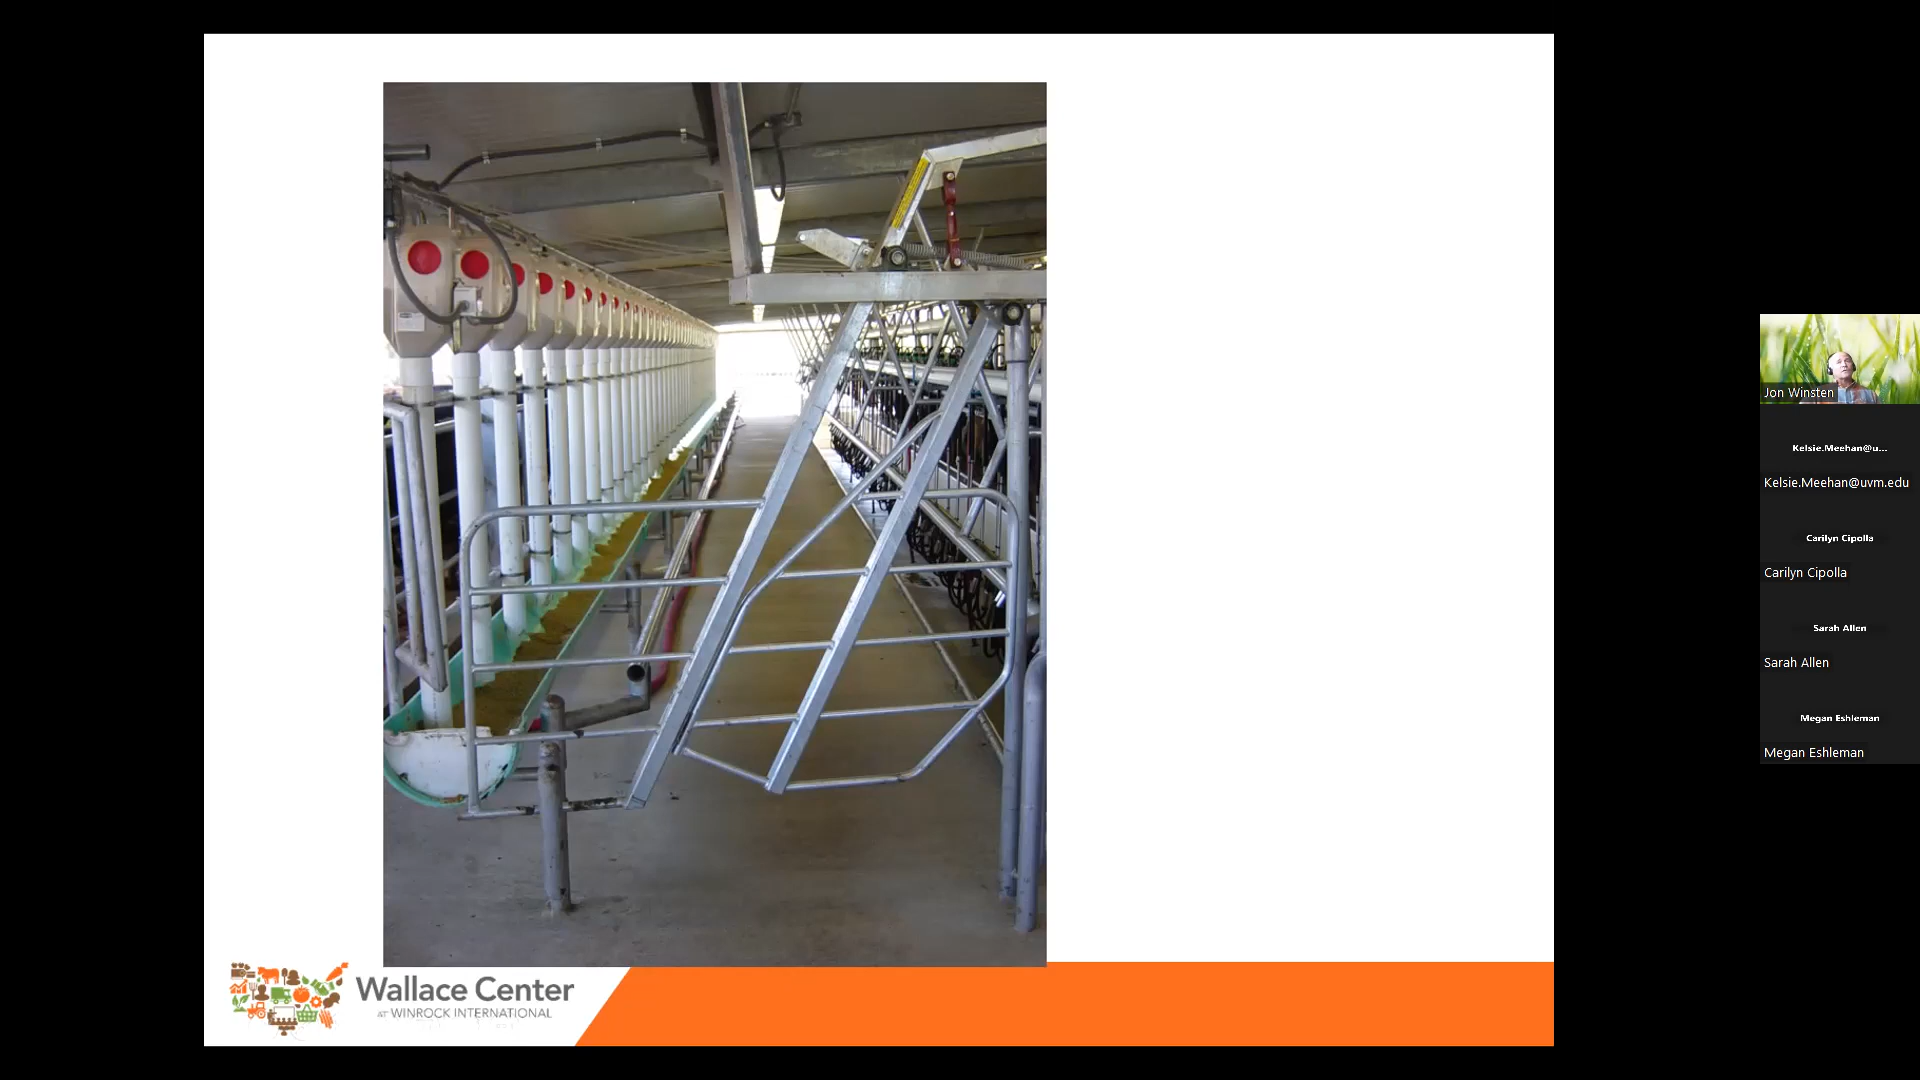 Wallace Center
AT WINROCK INTERNATIONAL
Jon Winsten
Kelsie.Meehan@u...
Kelsie.Meehan@uvm.edu
Carilyn Cipolla
Carilyn Cipolla
Sarah Allen
Sarah Allen
Megan Eshleman
Megan Eshleman